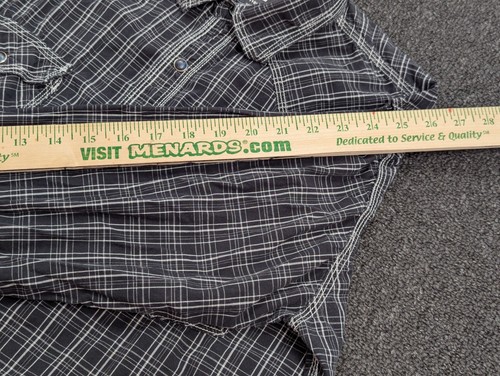 13 14 15 16 17 18 19 20 21 22 23 24 25 26 27 28
VISIT MENARDS.com Dedicated to Service & Quality™